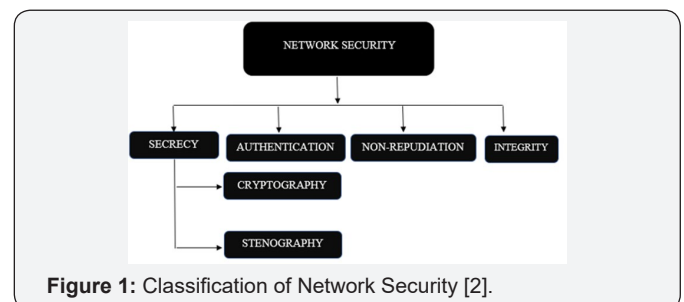 NETWORK SECURITY
SECRECY
AUTHENTICATION
NON-REPUDIATION
INTEGRITY
CRYPTOGRAPHY
STENOGRAPHY
Figure 1: Classification of Network Security [2].